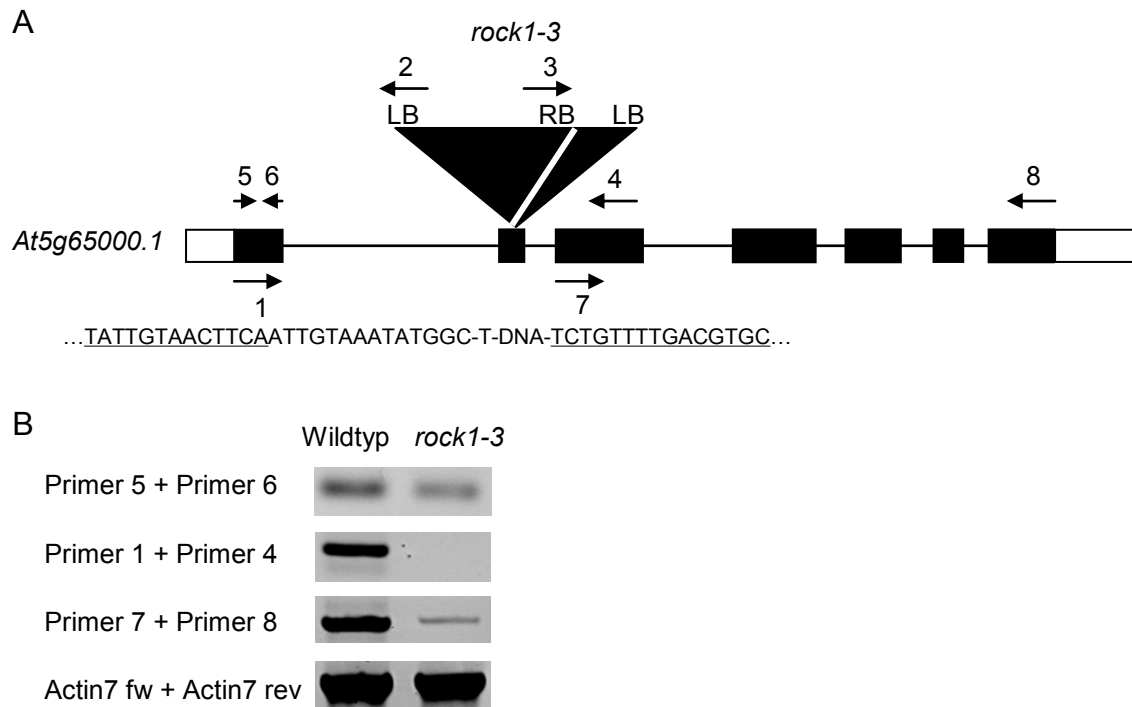 A
rock1-3
2
3
LB
RB
LB
5
6
4
8
At5g65000.1
1
7
...TATTGTAACTTCAATTGTAAATATGGC-T-DNA-TCTGTTTTGACGTGC...
B
Wildtyp rock1-3
Primer 5 + Primer 6
Primer 1 + Primer 4
Primer 7 + Primer 8
Actin7 fw + Actin7 rev